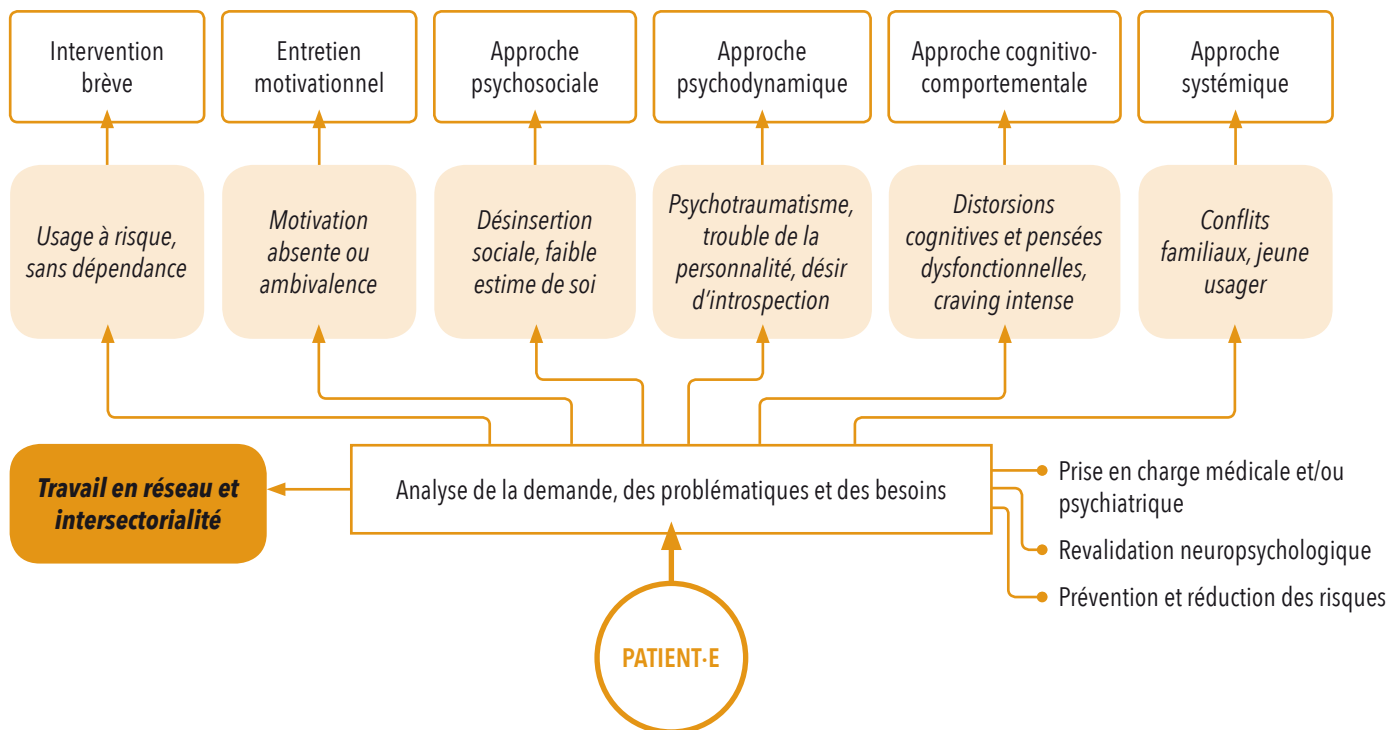 Intervention
brève
Entretien
motivationnel
Approche
psychosociale
Approche
psychodynamique
Approche cognitivo-
comportementale
Approche
systémique
Usage à risque,
sans dépendance
Motivation
absente ou
ambivalence
Désinsertion
sociale, faible
estime de soi
Psychotraumatisme,
trouble de la
personnalité, désir
d’introspection
Distorsions
cognitives et pensées
dysfonctionnelles,
craving intense
Conflits
familiaux, jeune
usager
Travail en réseau et
intersectorialité
Analyse de la demande, des problématiques et des besoins
Prise en charge médicale et/ou
psychiatrique
Revalidation neuropsychologique
Prévention et réduction des risques
PATIENT·E